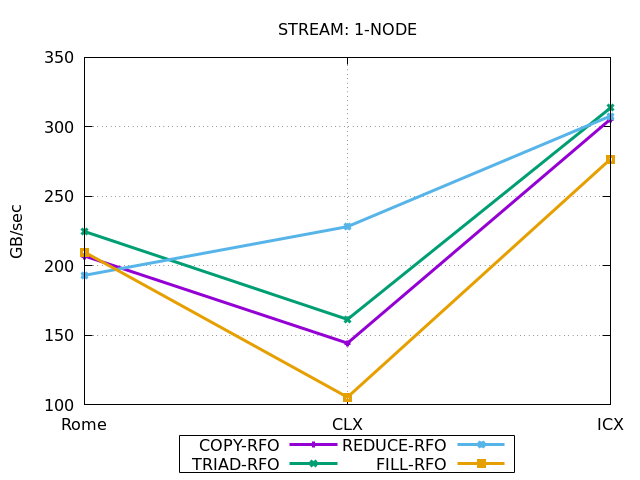 STREAM: 1-NODE
350
300
250
200
150
100
GB/sec
Rome CLX ICX
COPY-RFO REDUCE-RFO
TRIAD-RFO FILL-RFO